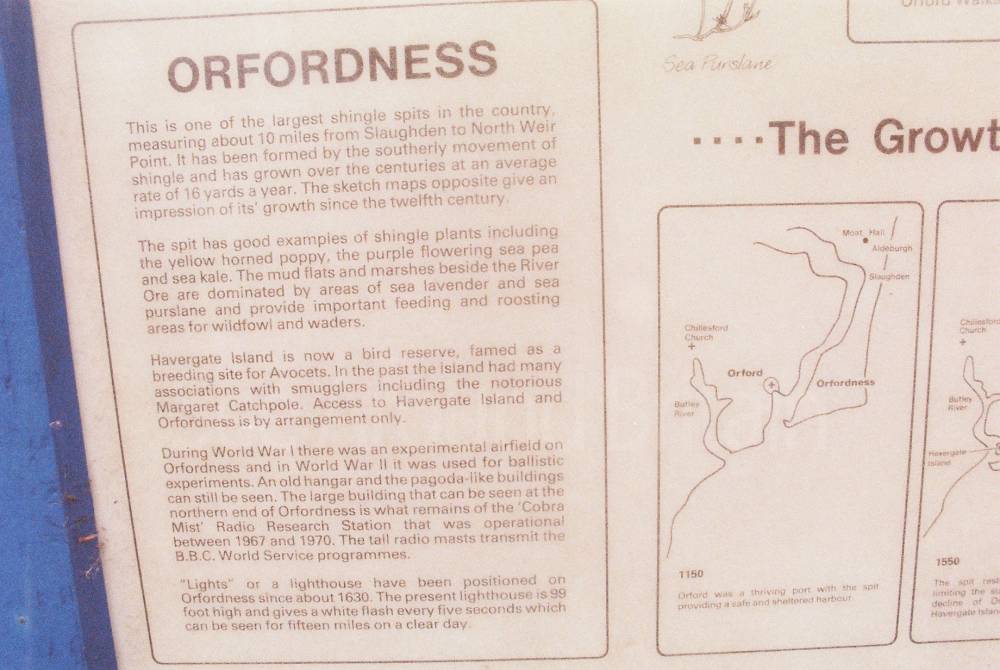 ORFORDNESS
This is one of the largest shingle spits in the country,
measuring about 10 miles from Slaughden to North Weir
Point. It has been formed by the southerly movement of
shingle and has grown over the centuries at an average
rate of 16 yards a year. The sketch maps opposite give an
impression of its' growth since the twelfth century.
The spit has good examples of shingle plants including
the yellow horned poppy, the purple flowering sea pea
and sea kale. The mud flats and marshes beside the River
Ore are dominated by areas of sea lavender and sea
purslane and provide important feeding and roosting
areas for wildfowl and waders.
Havergate Island is now a bird reserve, famed as a
breeding site for Avocets. In the past the island had many
associations with smugglers including the notorious
Margaret Catchpole. Access to Havergate Island and
Orfordness is by arrangement only.
During World War I there was an experimental airfield on
Orfordness and in World War II it was used for ballistic
experiments. An old hangar and the pagoda-like buildings
can still be seen. The large building that can be seen at the
northern end of Orfordness is what remains of the 'Cobra
Mist' Radio Research Station that was operational
between 1967 and 1970. The tall radio masts transmit the
B.B.C. World Service programmes.
"Lights" or a lighthouse have been positioned on
Orfordness since about 1630. The present lighthouse is 99
foot high and gives a white flash every five seconds which
can be seen for fifteen miles on a clear day.
Sea Purslane
Orford Walks
....The Growt
Moat Hall
Aldeburgh
Slaughden
Chillesford
Church
Orford
Orfordness
Butley
River
1150
Orford was a thriving port with the spit
providing a safe and sheltered harbour.
Chillesford
Church
Butley
River
Havergate
Island
1550
The spit
limiting the
decline of
Havergate